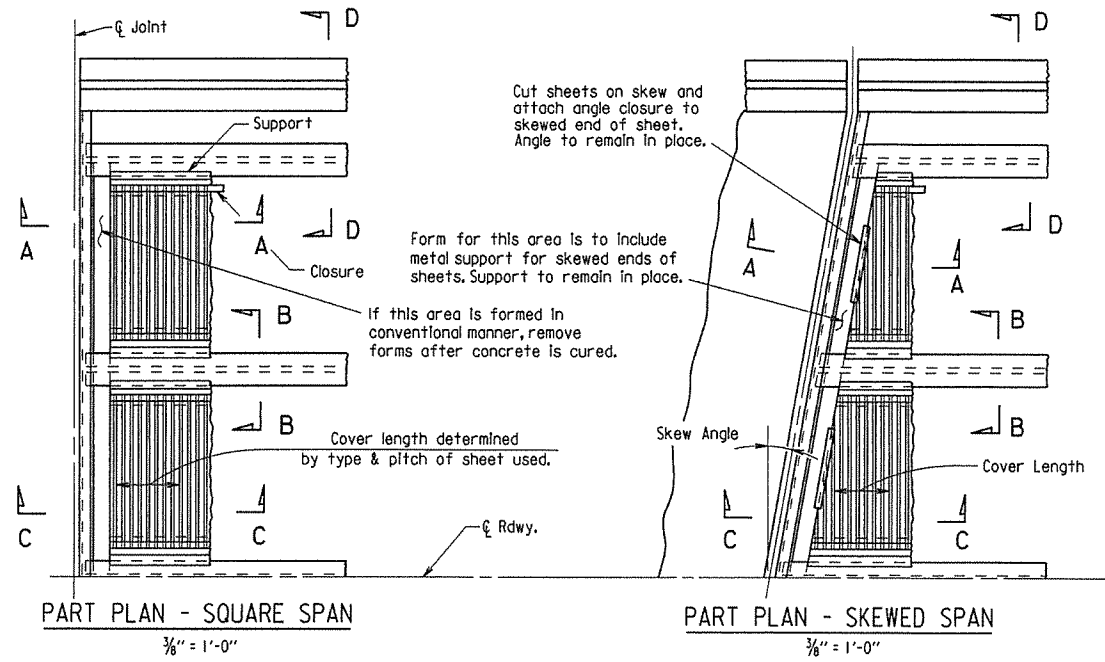 ℄ Joint
D
Support
A
A
D
Closure
If this area is formed in
conventional manner, remove
forms after concrete is cured.
B
B
Cover length determined
by type & pitch of sheet used.
C
C
℄ Rdwy.
PART PLAN - SQUARE SPAN
3/8" = 1'-0"
D
Cut sheets on skew and
attach angle closure to
skewed end of sheet.
Angle to remain in place.
D
Form for this area is to include
metal support for skewed ends of
sheets. Support to remain in place.
A
A
B
B
Skew Angle
Cover Length
C
C
PART PLAN - SKEWED SPAN
3/8" = 1'-0"